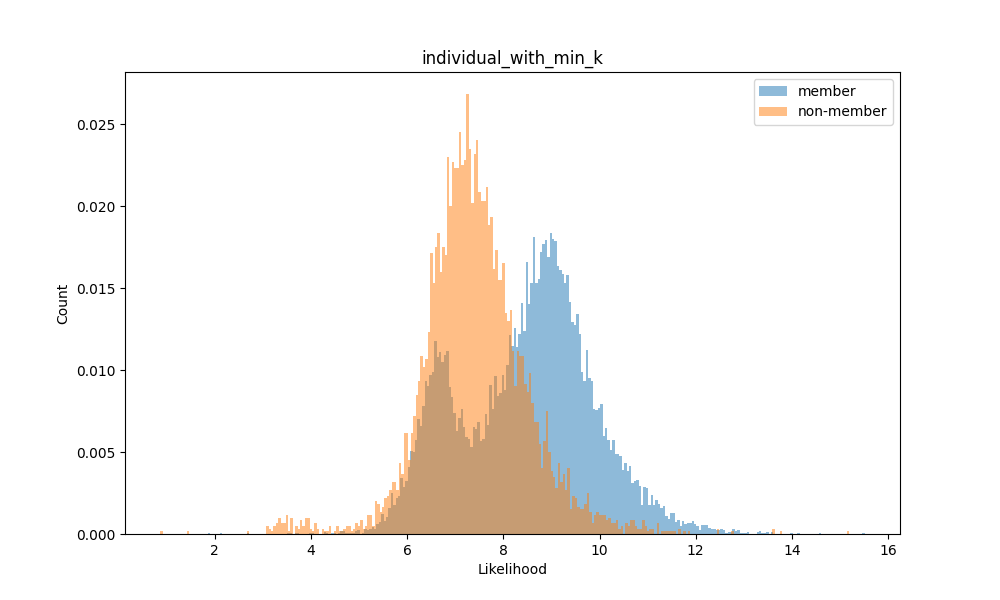 individual_with_min_k
member
non-member
Count
0.025
0.020
0.015
0.010
0.005
0.000
2 4 6 8 10 12 14 16
Likelihood